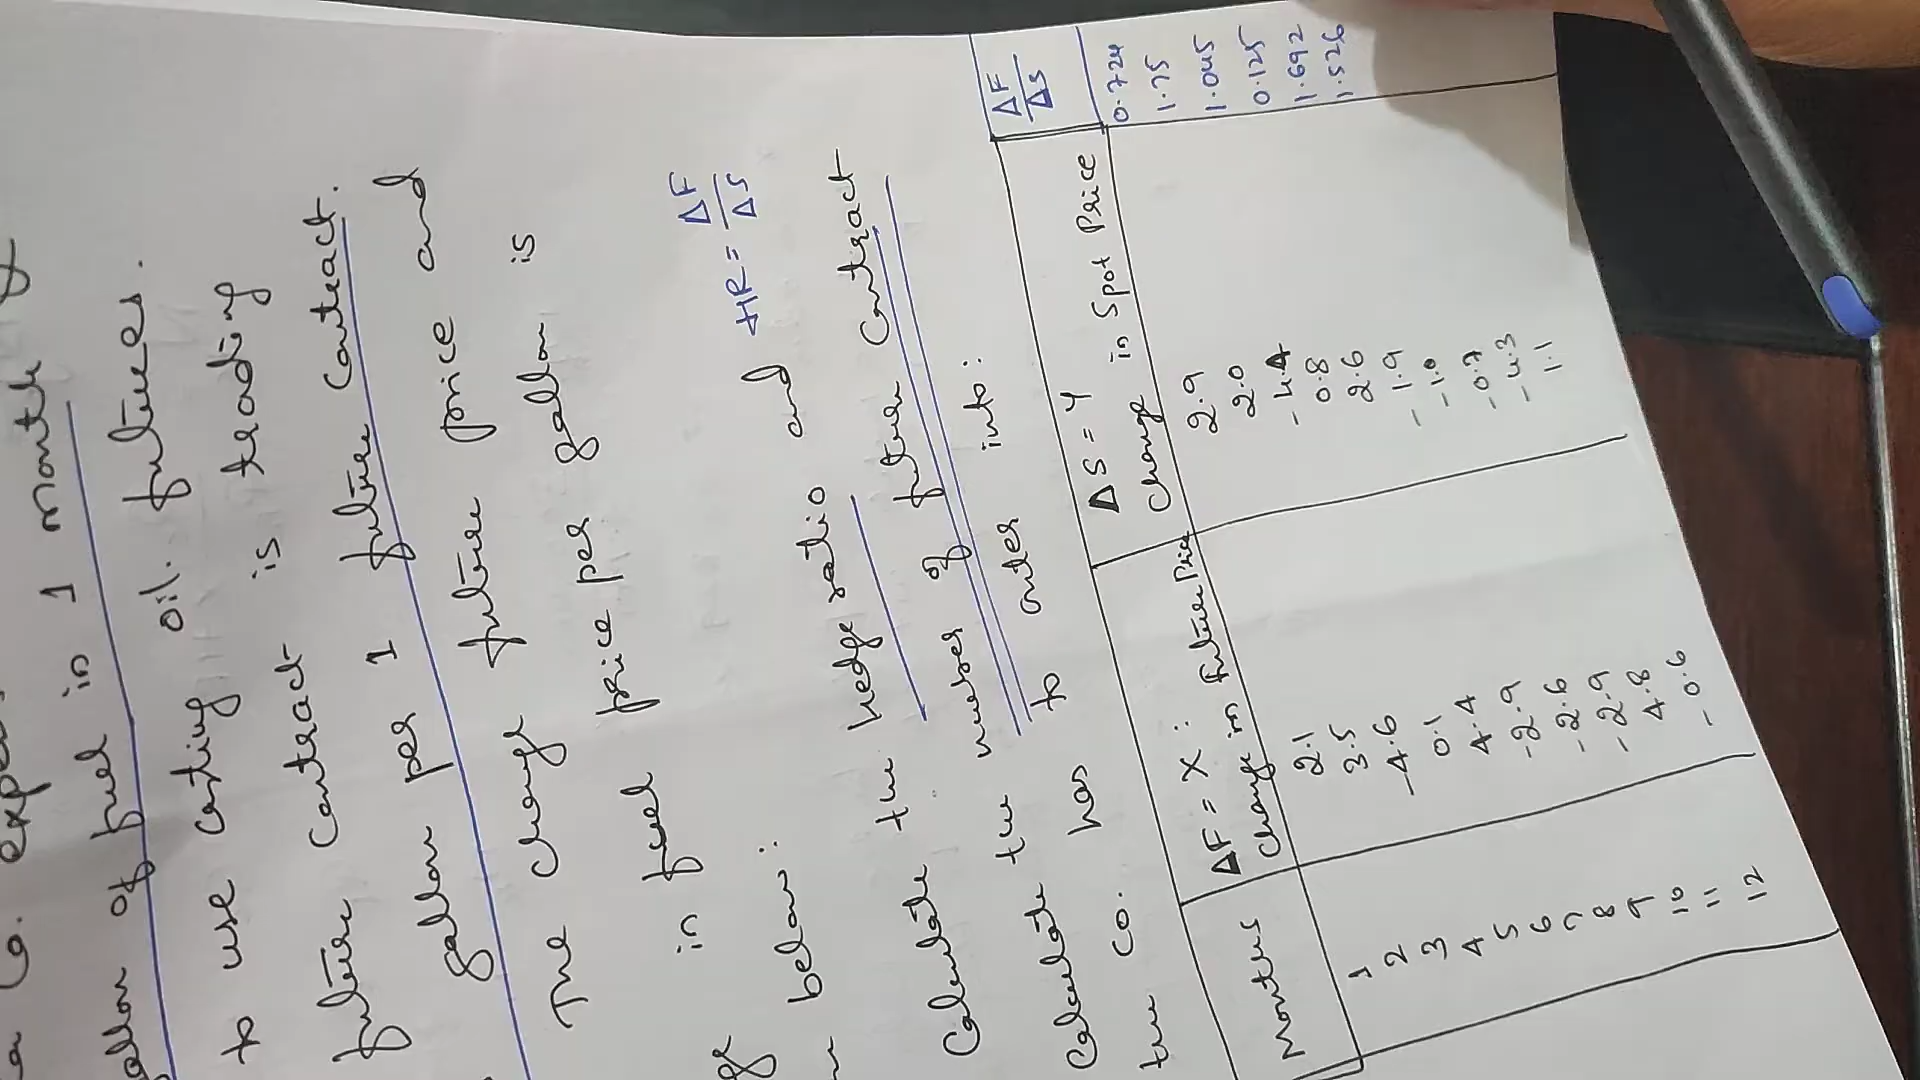 in 1 month &
gallon of fuel in 1 month
to use casting oil. futures.
future contract is trading
gallon per 1 future contract.
The change future price and
in fuel price per gallon is
below:
HR = ΔF/ΔS
Calculate the hedge ratio and
Calculate the number of future contract
the co. has to enter into:
Months | ΔF = X: Change in Future Price | ΔS = Y Change in Spot Price | ΔF/ΔS
1 2.1 2.9 0.724
2 3.5 2.0 1.75
3 -4.6 -4.4 1.045
4 0.1 0.8 0.125
5 4.4 2.6 1.692
6 -2.9 -1.9 1.526
7 -2.6 -1.0
8 -2.9 -0.7
9 4.8 -4.3
10 -0.6 1.1
11
12